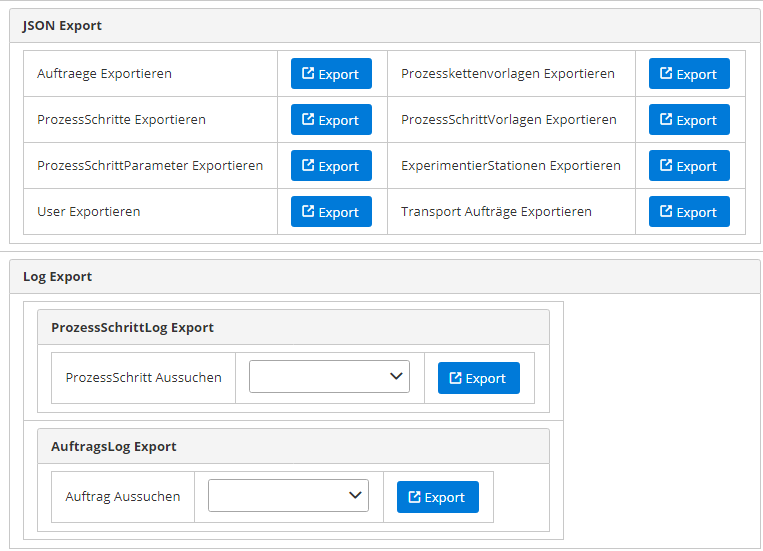 JSON Export
Auftraege Exportieren Export Prozesskettenvorlagen Exportieren Export
ProzessSchritte Exportieren Export ProzessSchrittVorlagen Exportieren Export
ProzessSchrittParameter Exportieren Export ExperimentierStationen Exportieren Export
User Exportieren Export Transport Aufträge Exportieren Export
Log Export
ProzessSchrittLog Export
ProzessSchritt Aussuchen Export
AuftragsLog Export
Auftrag Aussuchen Export